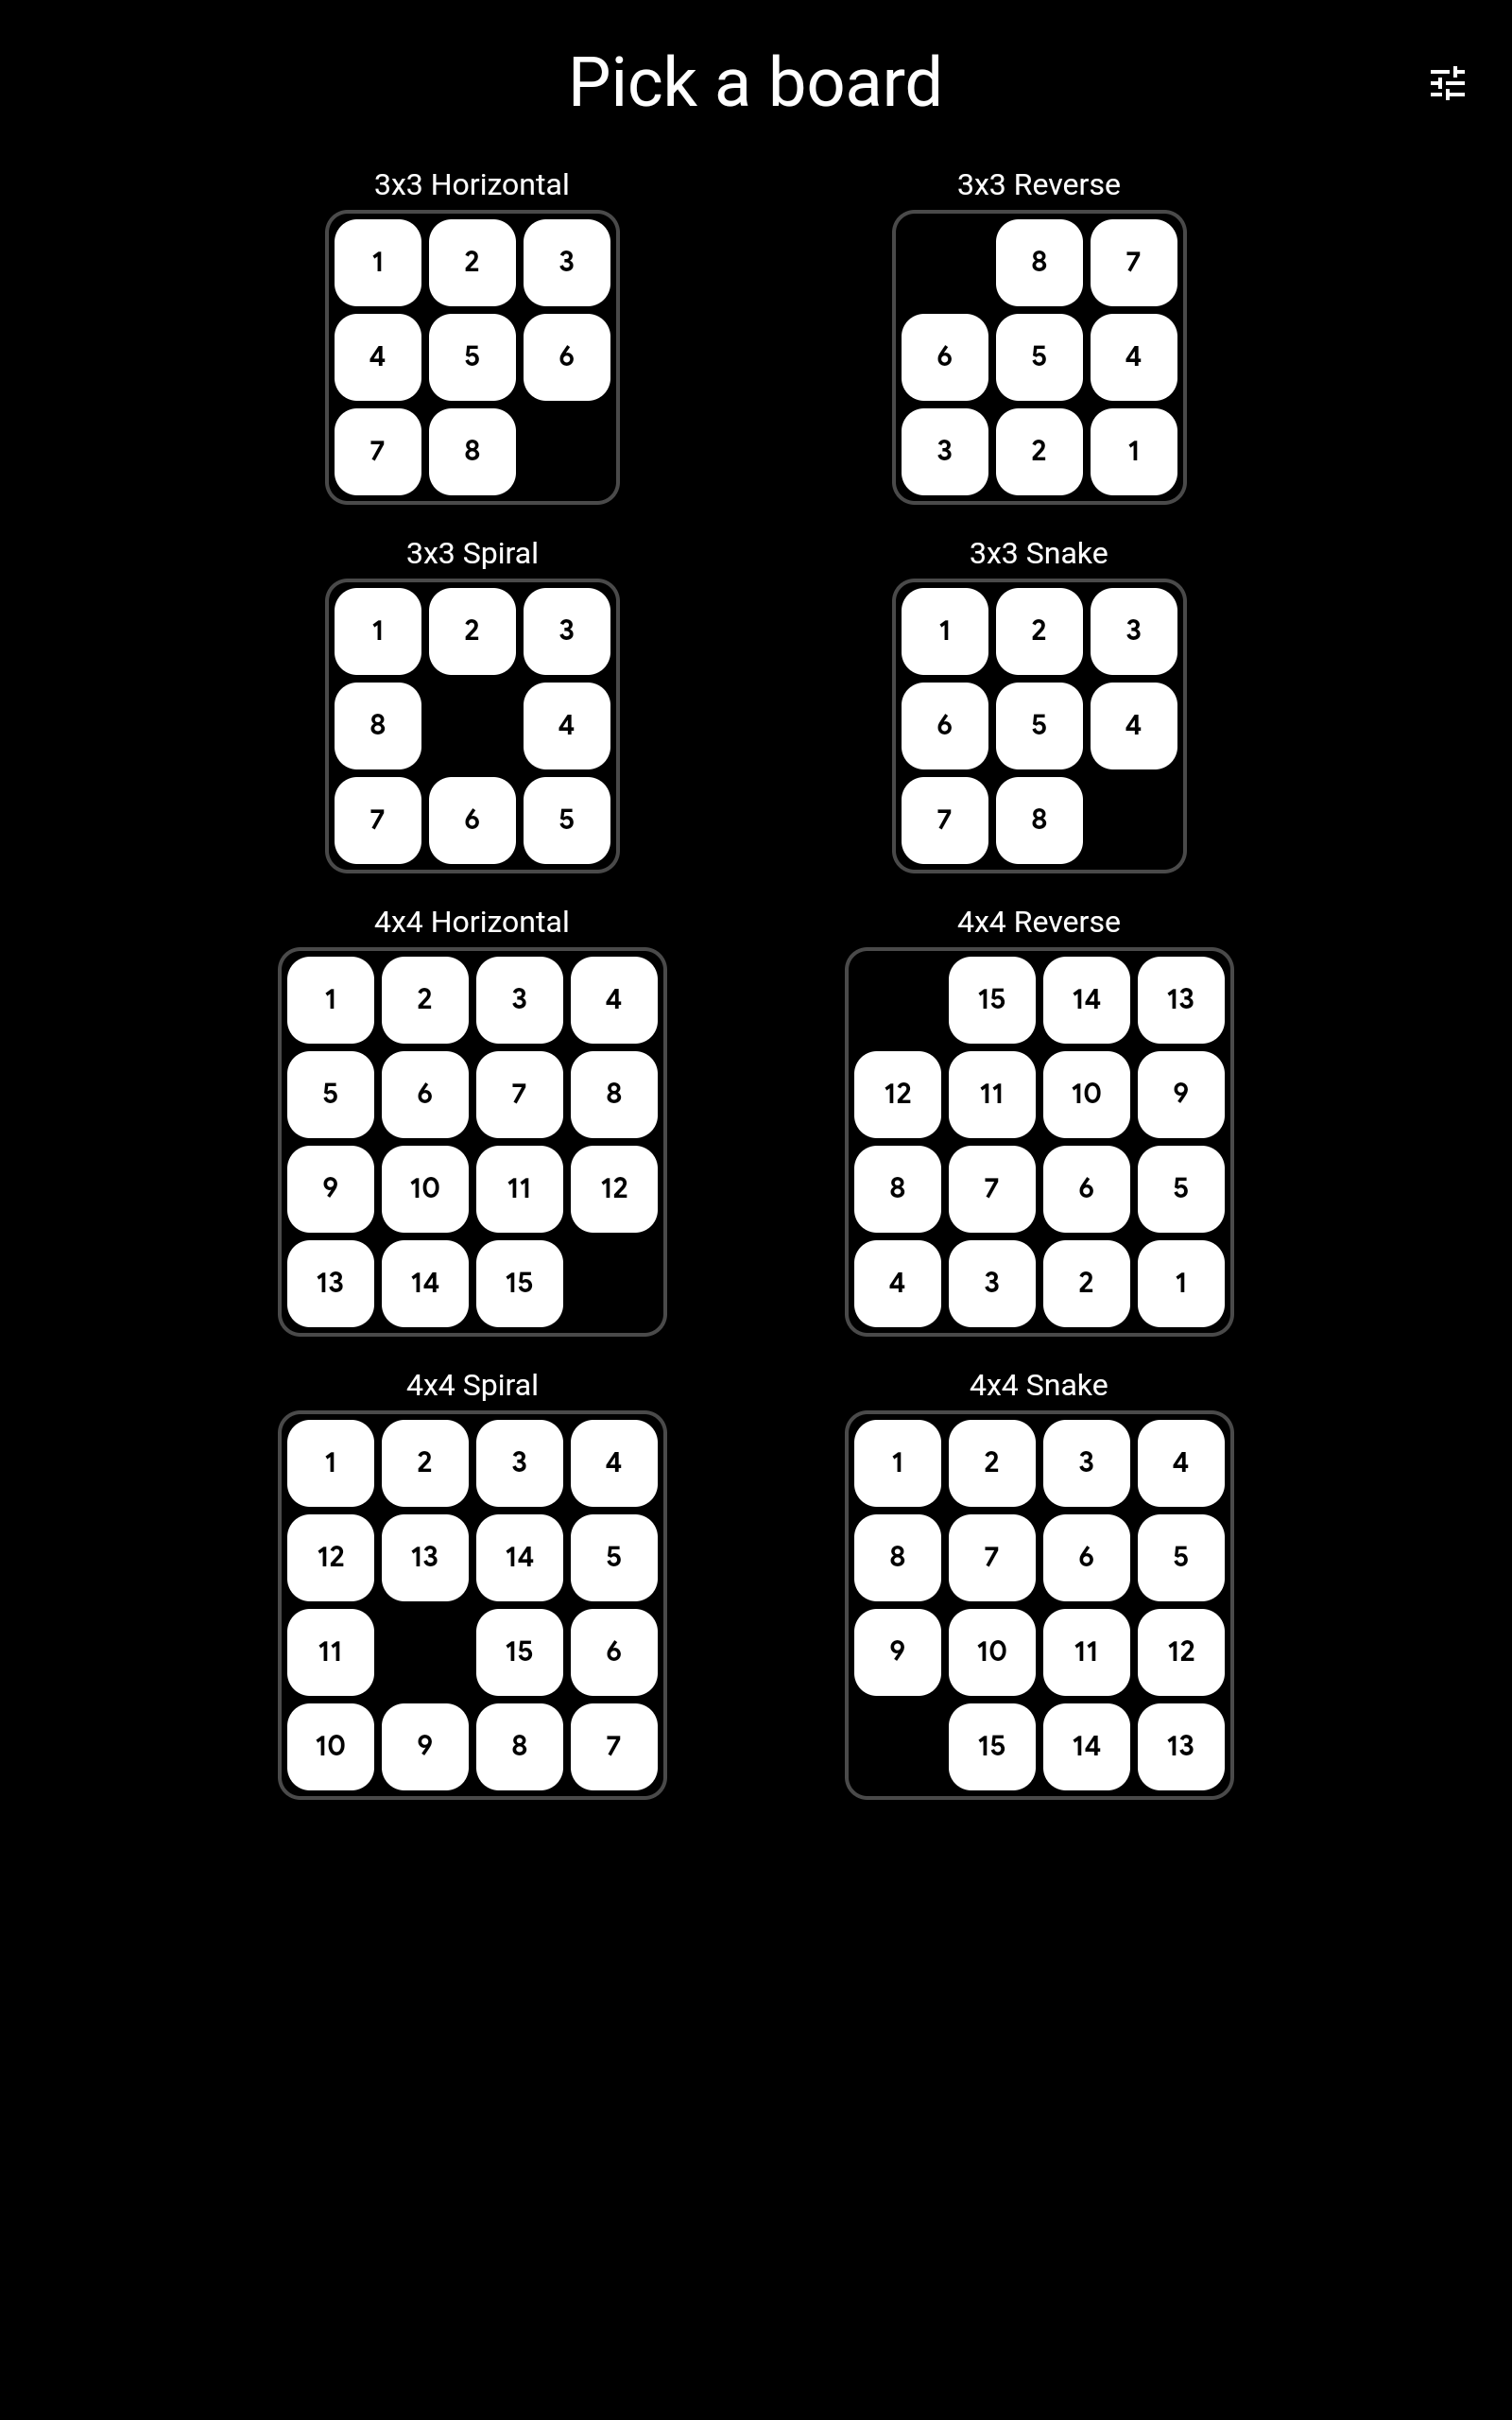 Pick a board
3x3 Horizontal
1 2 3
4 5 6
7 8
3x3 Reverse
8 7
6 5 4
3 2 1
3x3 Spiral
1 2 3
8 4
7 6 5
3x3 Snake
1 2 3
6 5 4
7 8
4x4 Horizontal
1 2 3 4
5 6 7 8
9 10 11 12
13 14 15
4x4 Reverse
15 14 13
12 11 10 9
8 7 6 5
4 3 2 1
4x4 Spiral
1 2 3 4
12 13 14 5
11 15 6
10 9 8 7
4x4 Snake
1 2 3 4
8 7 6 5
9 10 11 12
15 14 13